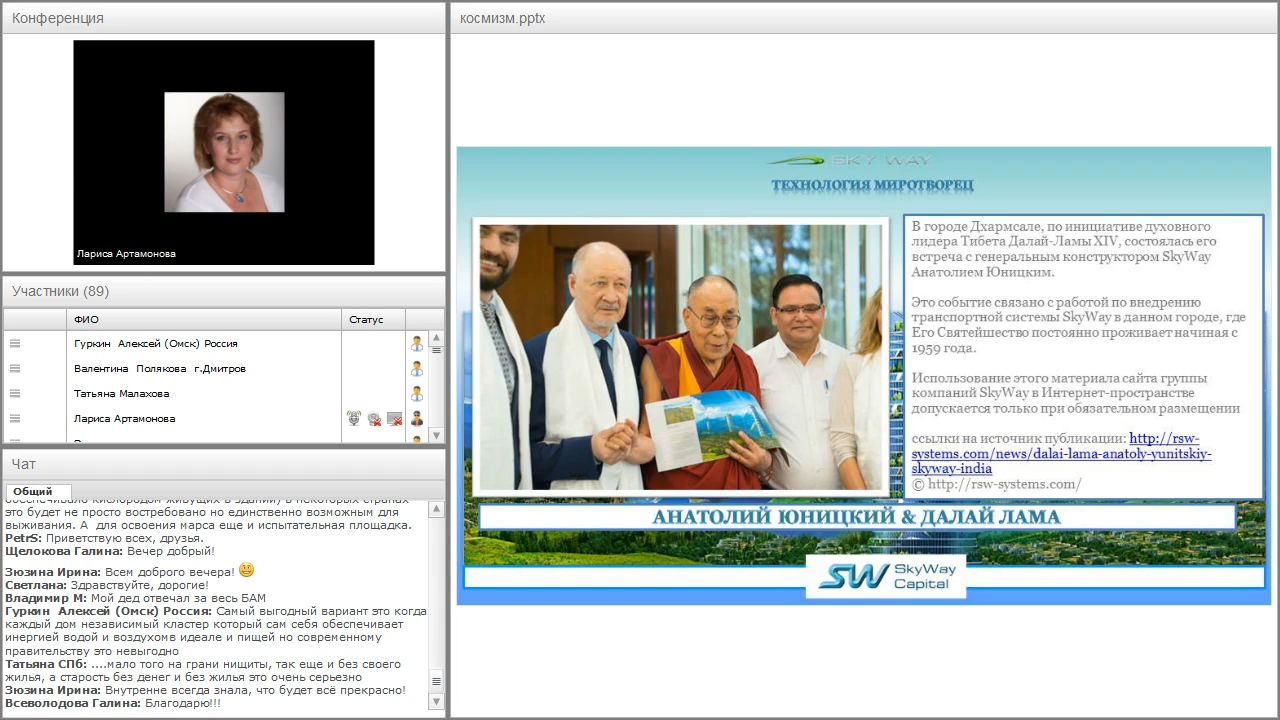 Конференция
Лариса Артамонова
Участники (89)
ФИО
Статус
Гуркин Алексей (Омск) Россия
Валентина Полякова г.Дмитров
Татьяна Малахова
Лариса Артамонова
Чат
Общий
это будет не просто востребовано а единственно возможным для
выживания. А для освоения марса еще и испытательная площадка.
PetrS: Приветствую всех, друзья.
Щелокова Галина: Вечер добрый!
Зюзина Ирина: Всем доброго вечера!
Светлана: Здравствуйте, дорогие!
Владимир М: Мой дед отвечал за весь БАМ
Гуркин Алексей (Омск) Россия: Самый выгодный вариант это когда
каждый дом независимый кластер который сам себя обеспечивает
инергией водой и воздухомв идеале и пищей но современному
правительству это невыгодно
Татьяна СПб: ....мало того на грани нищиты, так еще и без своего
жилья, а старость без денег и без жилья это очень серьезно
Зюзина Ирина: Внутренне всегда знала, что будет всё прекрасно!
Всеволодова Галина: Благодарю!!!
космизм.pptx
SKY WAY
ТЕХНОЛОГИЯ МИРОТВОРЕЦ
В городе Дхармсале, по инициативе духовного
лидера Тибета Далай-Ламы XIV, состоялась его
встреча с генеральным конструктором SkyWay
Анатолием Юницким.
Это событие связано с работой по внедрению
транспортной системы SkyWay в данном городе, где
Его Святейшество постоянно проживает начиная с
1959 года.
Использование этого материала сайта группы
компаний SkyWay в Интернет-пространстве
допускается только при обязательном размещении
ссылки на источник публикации: http://rsw-
systems.com/news/dalai-lama-anatoly-yunitskiy-
skyway-india
© http://rsw-systems.com/
АНАТОЛИЙ ЮНИЦКИЙ & ДАЛАЙ ЛАМА
SW SkyWay
Capital